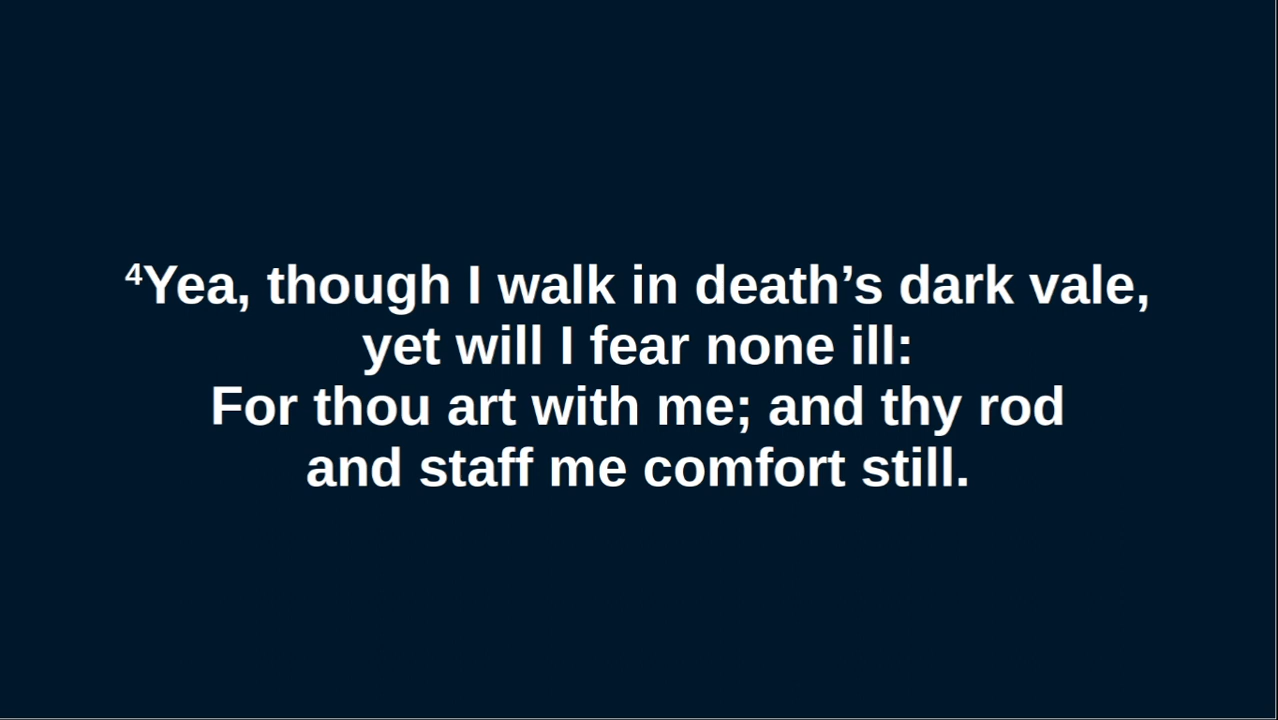 ⁴Yea, though I walk in death’s dark vale,
yet will I fear none ill:
For thou art with me; and thy rod
and staff me comfort still.